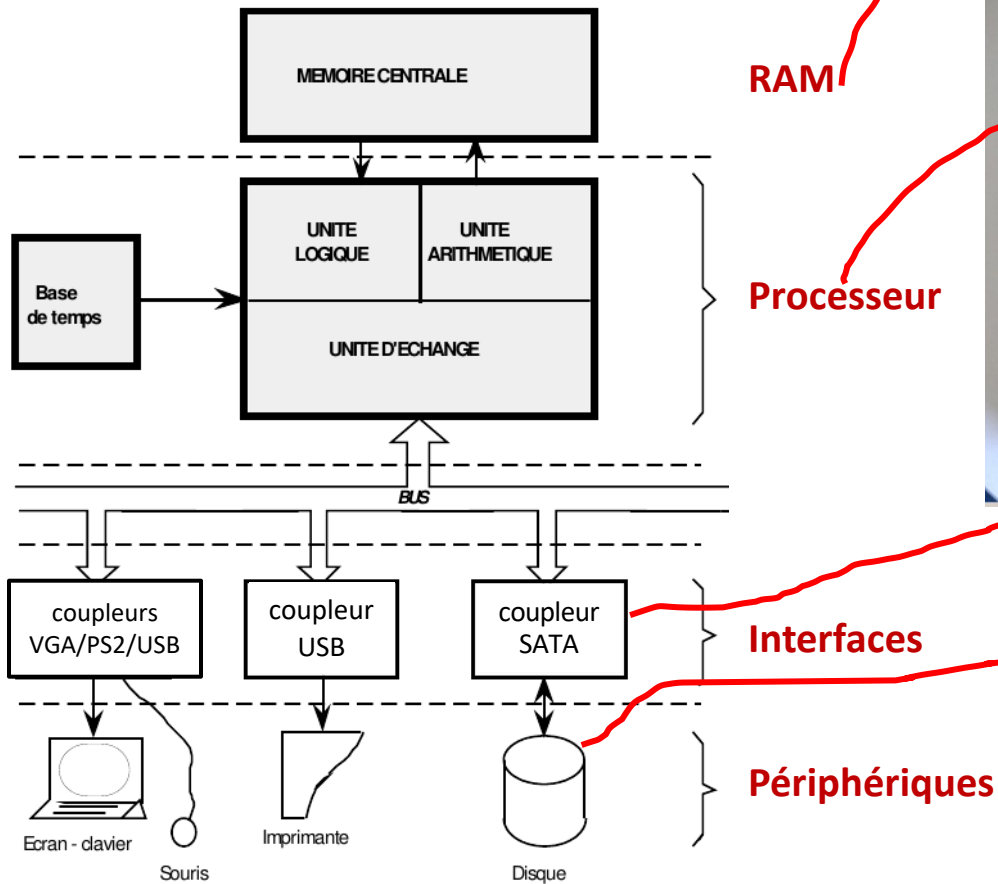 MEMOIRE CENTRALE
RAM
UNITE
LOGIQUE
UNITE
ARITHMETIQUE
Base
de temps
Processeur
UNITE D'ECHANGE
BUS
coupleurs
VGA/PS2/USB
coupleur
USB
coupleur
SATA
Interfaces
Périphériques
Ecran - clavier
Souris
Imprimante
Disque